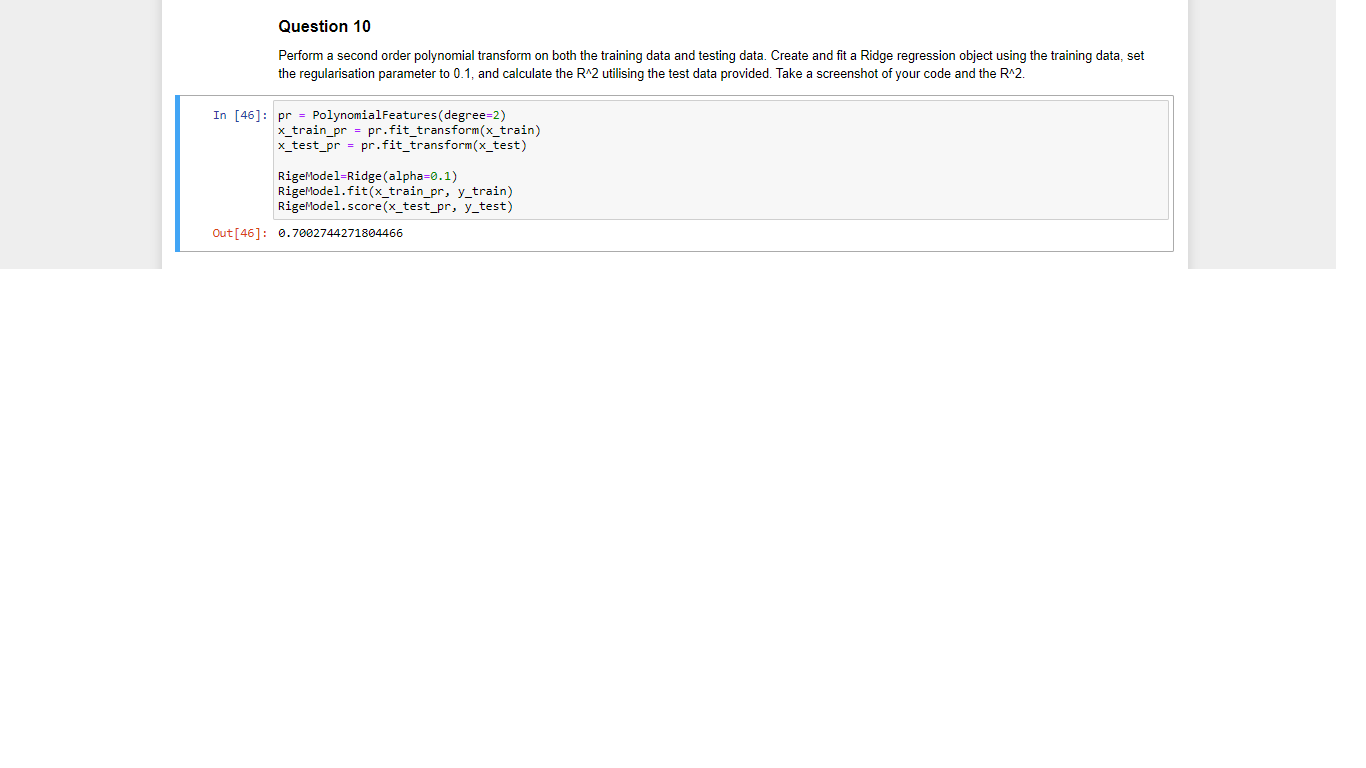 Question 10
Perform a second order polynomial transform on both the training data and testing data. Create and fit a Ridge regression object using the training data, set
the regularisation parameter to 0.1, and calculate the R^2 utilising the test data provided. Take a screenshot of your code and the R^2.
In [46]: pr = PolynomialFeatures(degree=2)
x_train_pr = pr.fit_transform(x_train)
x_test_pr = pr.fit_transform(x_test)
RigeModel=Ridge(alpha=0.1)
RigeModel.fit(x_train_pr, y_train)
RigeModel.score(x_test_pr, y_test)
Out[46]: 0.7002744271804466